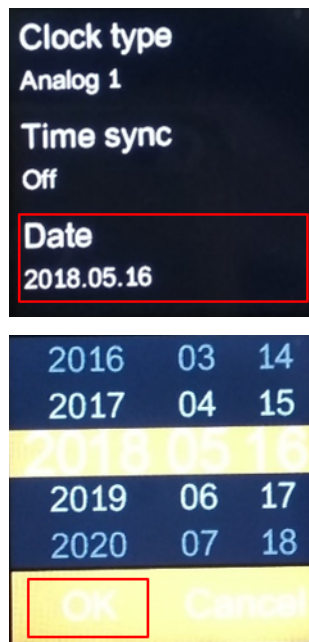 Clock type
Analog 1
Time sync
Off
Date
2018.05.16
2016 03 14
2017 04 15
2018 05 16
2019 06 17
2020 07 18
OK Cancel